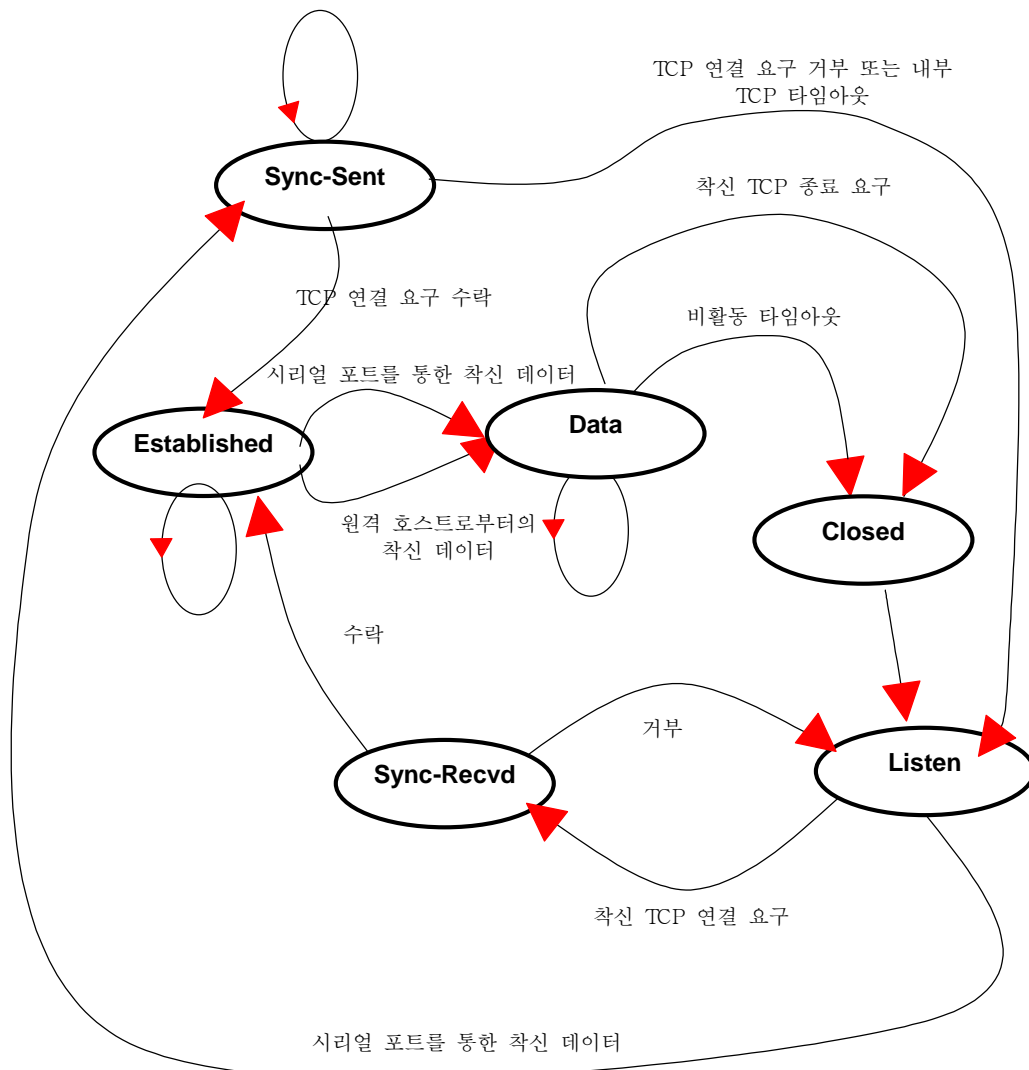 TCP 연결 요구 거부 또는 내부
TCP 타임아웃
Sync-Sent
착신 TCP 종료 요구
TCP 연결 요구 수락
비활동 타임아웃
시리얼 포트를 통한 착신 데이터
Data
Established
원격 호스트로부터의
착신 데이터
Closed
수락
거부
Sync-Recvd
Listen
착신 TCP 연결 요구
시리얼 포트를 통한 착신 데이터